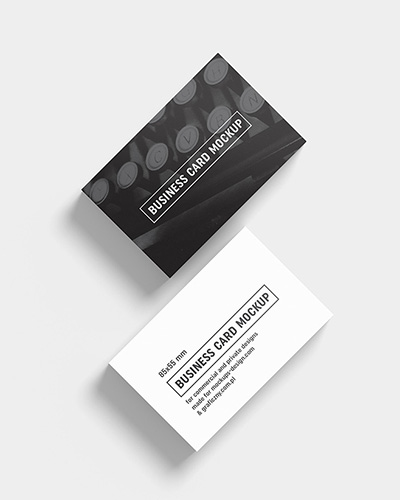 BUSINESS CARD MOCKUP
85x55 mm
BUSINESS CARD MOCKUP
for commercial and private designs
made for mockups-design.com
& graficzny.com.pl